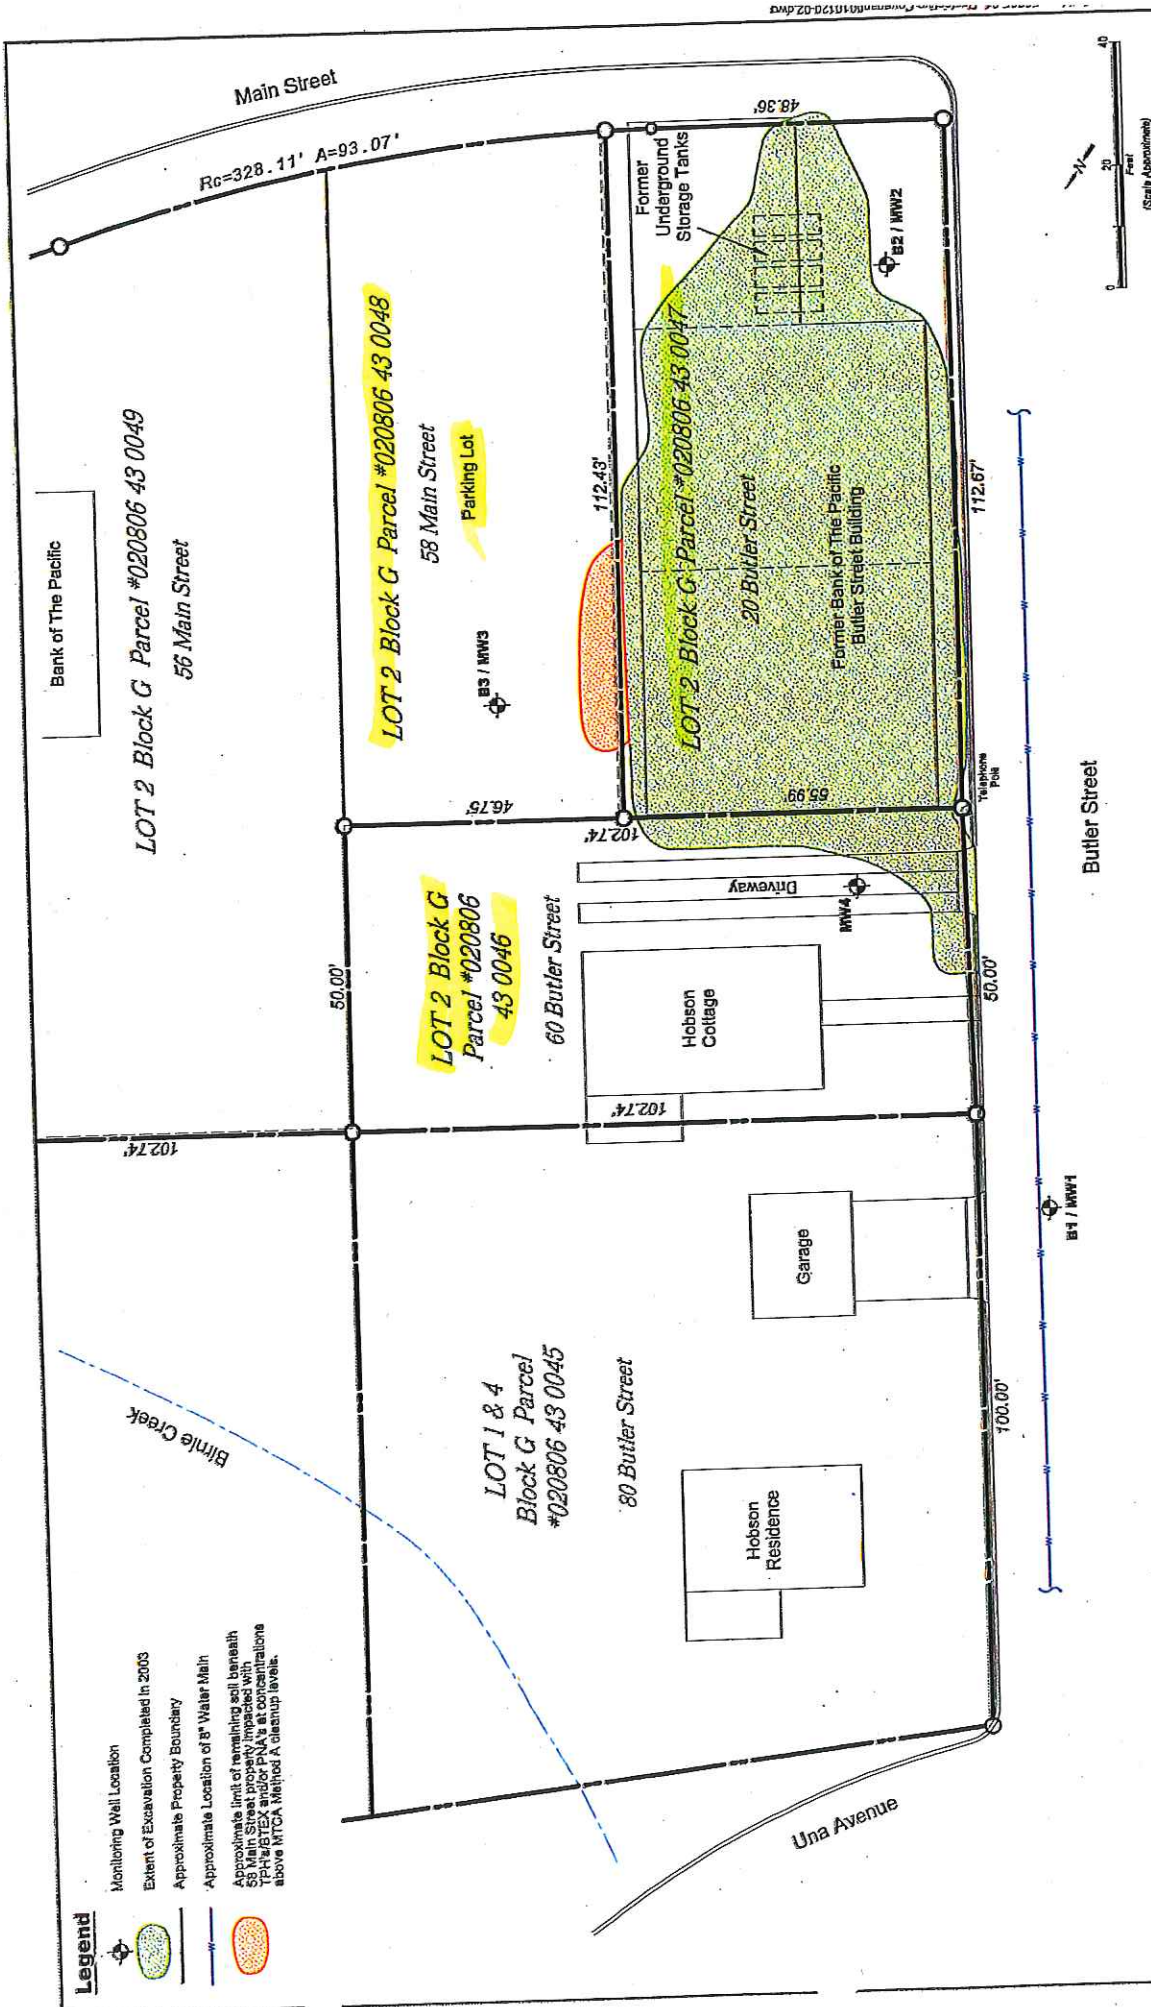 Legend
Monitoring Well Location
Extent of Excavation Completed in 2003
Approximate Property Boundary
Approximate Location of 8" Water Main
Approximate limit of remaining soil beneath
58 Main Street property impacted with
TPH's/BTEX and/or PNA's at concentrations
above MTCA Method A cleanup levels.
Birnie Creek
Una Avenue
102.74'
Bank of The Pacific
LOT 2 Block G Parcel #020806 43 0049
56 Main Street
Main Street
Rc=328.11' A=93.07'
50.00'
46.75'
LOT 2 Block G Parcel #020806 43 0048
58 Main Street
Parking Lot
B3 / MW3
LOT 2 Block G
Parcel #020806
43 0046
60 Butler Street
102.74'
Driveway
MW4
Hobson
Cottage
102.74'
50.00'
LOT 1 & 4
Block G Parcel
#020806 43 0045
80 Butler Street
Garage
Hobson
Residence
100.00'
112.43'
Former
Underground
Storage Tanks
48.36'
LOT 2 Block G Parcel #020806 43 0047
20 Butler Street
Former Bank of The Pacific
Butler Street Building
55.99'
B2 / MW2
112.67'
Telephone
Pole
W W W W W W W W W W
B1 / MW1
Butler Street
N
0 20 40
Feet
(Scale Approximate)